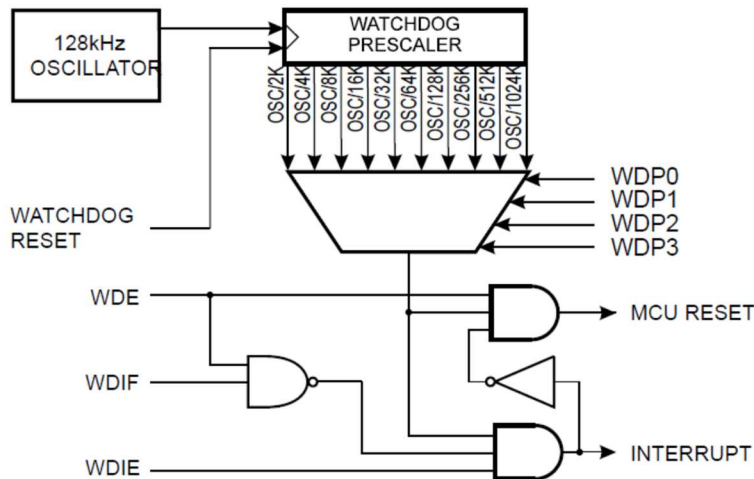 128kHz
OSCILLATOR
WATCHDOG
PRESCALER
OSC/2K
OSC/4K
OSC/8K
OSC/16K
OSC/32K
OSC/64K
OSC/128K
OSC/256K
OSC/512K
OSC/1024K
WDP0
WDP1
WDP2
WDP3
WATCHDOG
RESET
WDE
MCU RESET
WDIF
WDIE
INTERRUPT